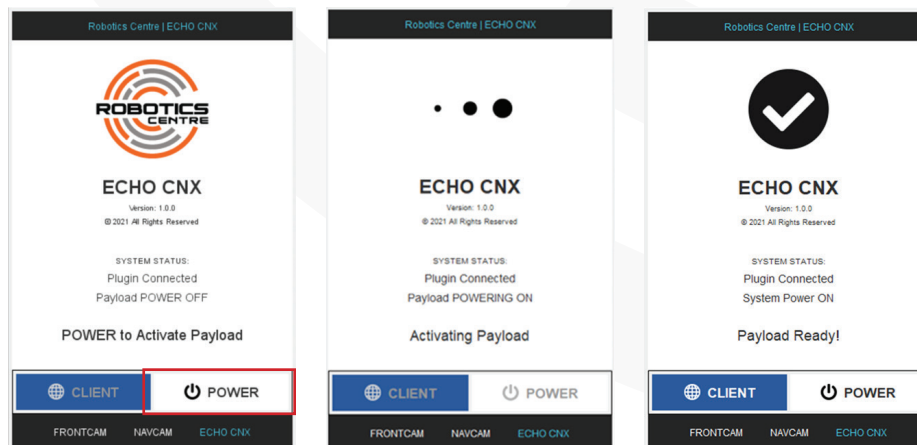 Robotics Centre | ECHO CNX
ROBOTICS
CENTRE
ECHO CNX
Version: 1.0.0
© 2021 All Rights Reserved
SYSTEM STATUS:
Plugin Connected
Payload POWER OFF
POWER to Activate Payload
CLIENT POWER
FRONTCAM NAVCAM ECHO CNX
Robotics Centre | ECHO CNX
ECHO CNX
Version: 1.0.0
© 2021 All Rights Reserved
SYSTEM STATUS:
Plugin Connected
Payload POWERING ON
Activating Payload
CLIENT POWER
FRONTCAM NAVCAM ECHO CNX
Robotics Centre | ECHO CNX
ECHO CNX
Version: 1.0.0
© 2021 All Rights Reserved
SYSTEM STATUS:
Plugin Connected
System Power ON
Payload Ready!
CLIENT POWER
FRONTCAM NAVCAM ECHO CNX